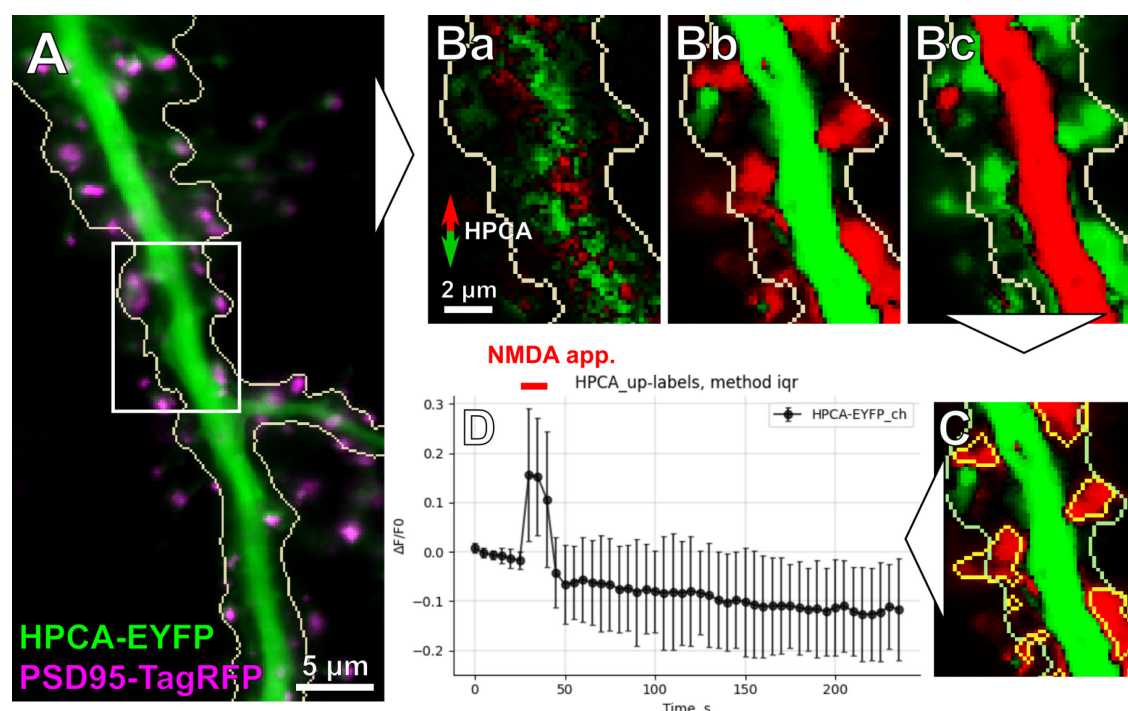 A
HPCA-EYFP
PSD95-TagRFP
5 µm
Ba
HPCA
2 µm
Bb
Bc
NMDA app.
HPCA_up-labels, method iqr
D
HPCA-EYFP_ch
0.3
0.2
0.1
0.0
−0.1
−0.2
ΔF/F0
0
50
100
150
200
Time, s
C